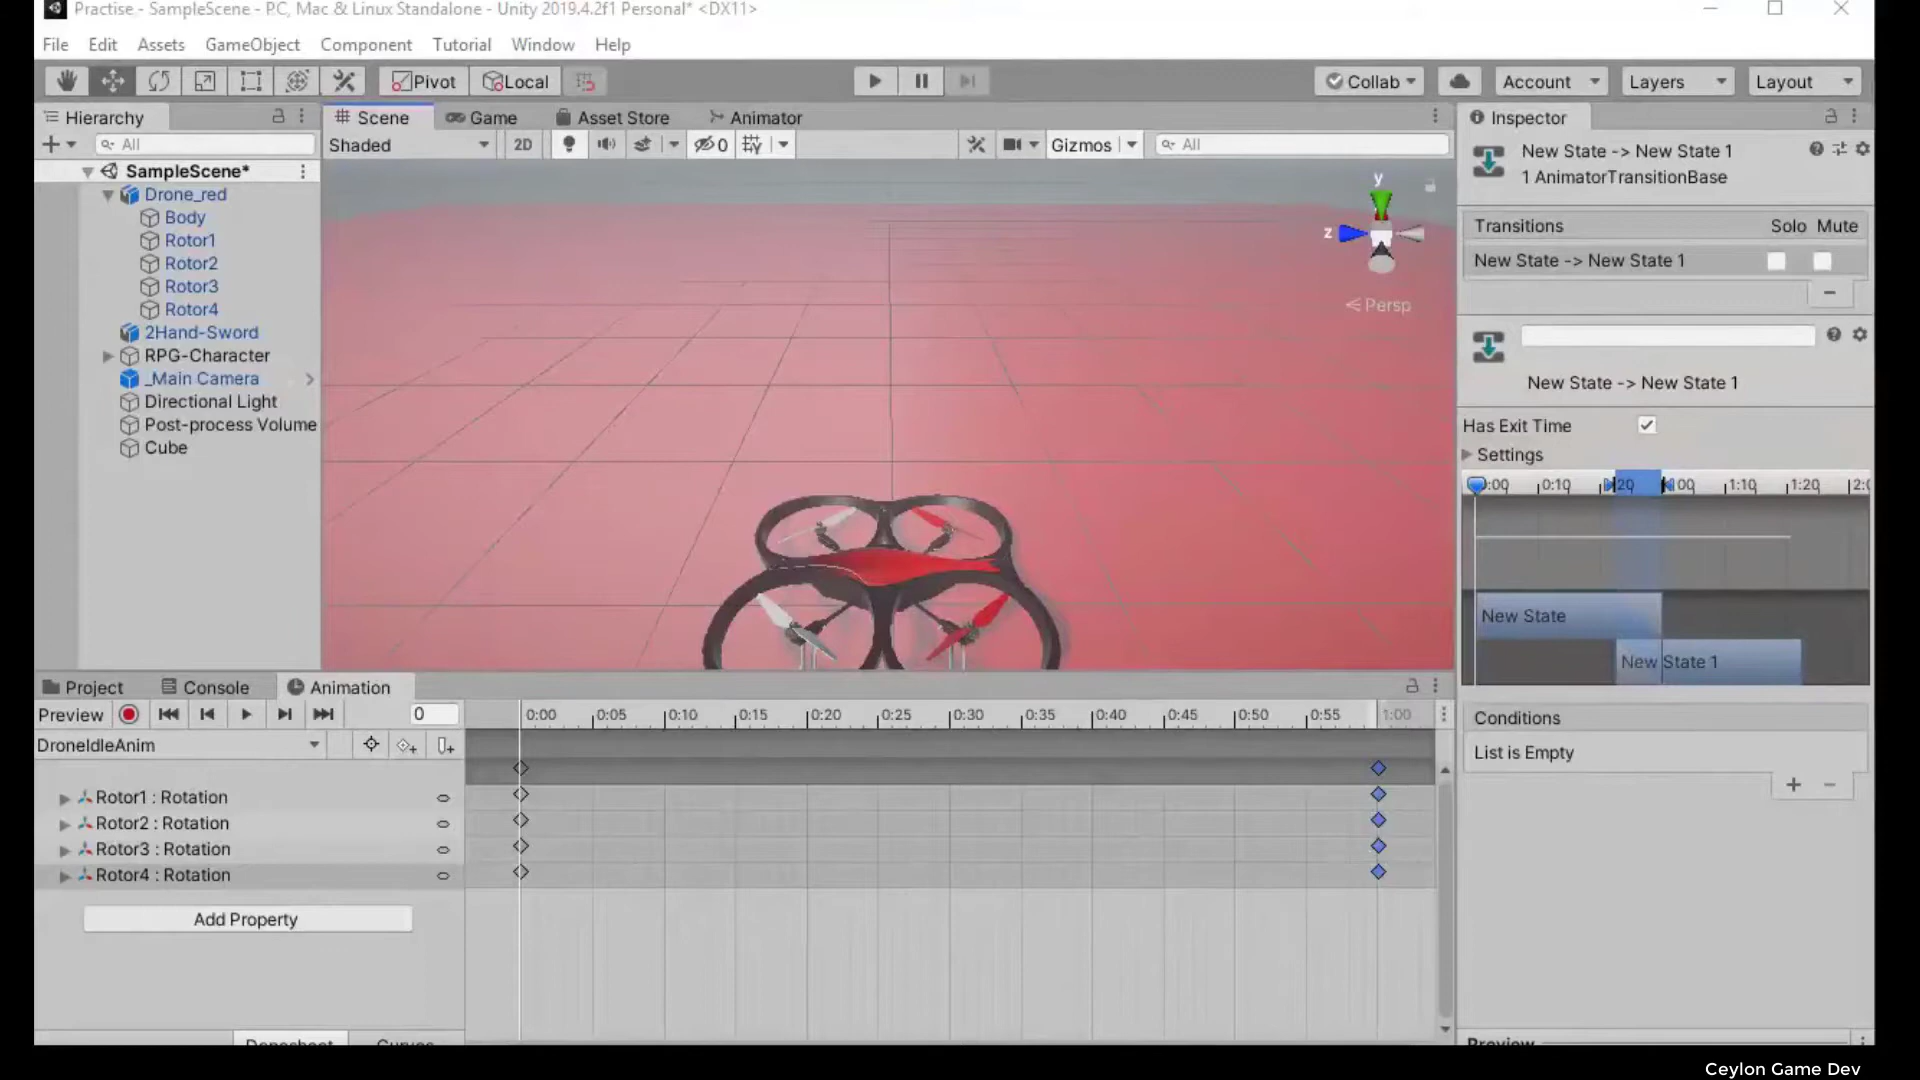 Practise - SampleScene - PC, Mac & Linux Standalone - Unity 2019.4.2f1 Personal* <DX11>
File Edit Assets GameObject Component Tutorial Window Help
Pivot Local Collab Account Layers Layout
Hierarchy
All
SampleScene*
Drone_red
Body
Rotor1
Rotor2
Rotor3
Rotor4
2Hand-Sword
RPG-Character
_Main Camera
Directional Light
Post-process Volume
Cube
Scene Game Asset Store Animator
Shaded 2D 0 Gizmos All
y
z
Persp
Inspector
New State -> New State 1
1 AnimatorTransitionBase
Transitions Solo Mute
New State -> New State 1
New State -> New State 1
Has Exit Time
Settings
:00 0:10 20 :00 1:10 1:20 2:0
New State
New State 1
Conditions
List is Empty
Preview
Project Console Animation
Preview 0
0:00 0:05 0:10 0:15 0:20 0:25 0:30 0:35 0:40 0:45 0:50 0:55 1:00
DroneIdleAnim
Rotor1 : Rotation
Rotor2 : Rotation
Rotor3 : Rotation
Rotor4 : Rotation
Add Property
Dopesheet Curves
Ceylon Game Dev